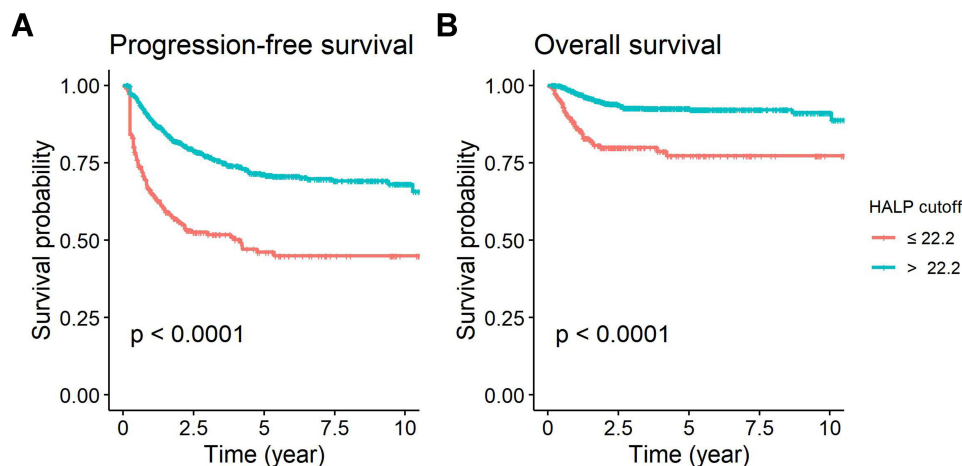 A
Progression-free survival
Survival probability
1.00
0.75
0.50
0.25
0.00
p < 0.0001
0 2.5 5 7.5 10
Time (year)
B
Overall survival
Survival probability
1.00
0.75
0.50
0.25
0.00
p < 0.0001
0 2.5 5 7.5 10
Time (year)
HALP cutoff
≤ 22.2
> 22.2